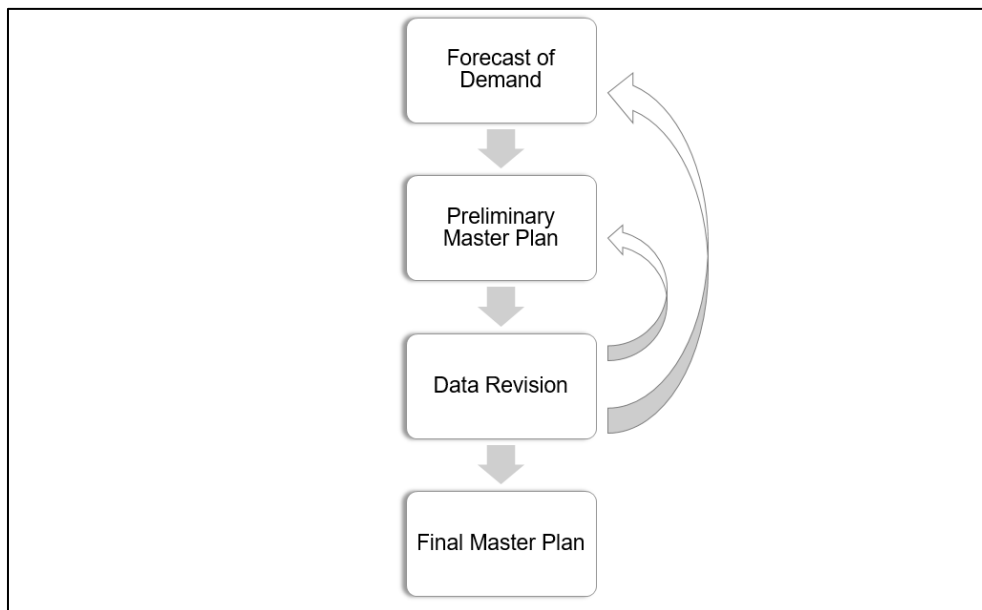 Forecast of
Demand
Preliminary
Master Plan
Data Revision
Final Master Plan